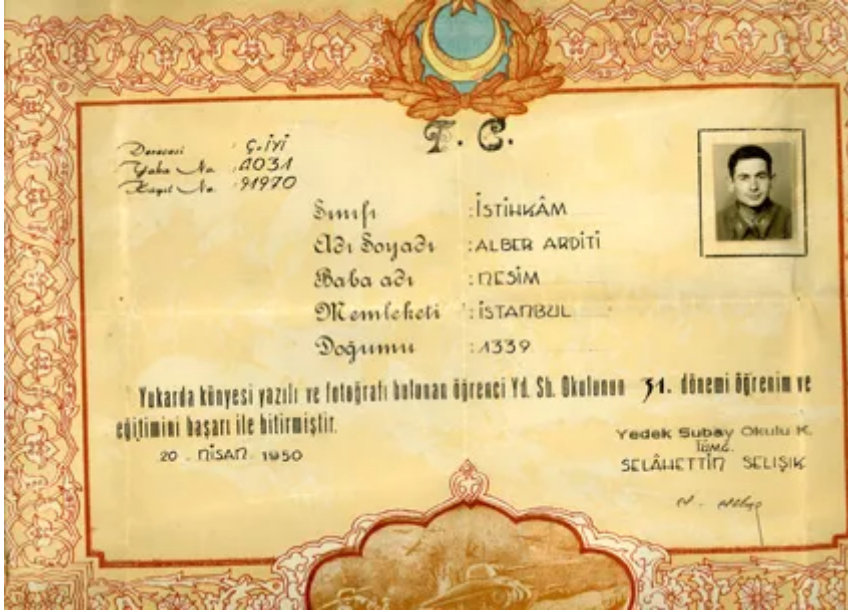 T. C.
Derecesi : Ç. İYİ
Yaka No : 4031
Kayıt No : 91970
Sınıfı : İSTİHKÂM
Adı Soyadı : ALBER ARDİTİ
Baba adı : NESİM
Memleketi : İSTANBUL
Doğumu : 1339
Yukarda künyesi yazılı ve fotoğrafı bulunan öğrenci Yd. Sb. Okulunun 31. dönemi öğrenim ve
eğitimini başarı ile bitirmiştir.
20 . NİSAN . 1950
Yedek Subay Okulu K.
TÜMG.
SELÂHETTİN SELIŞIK